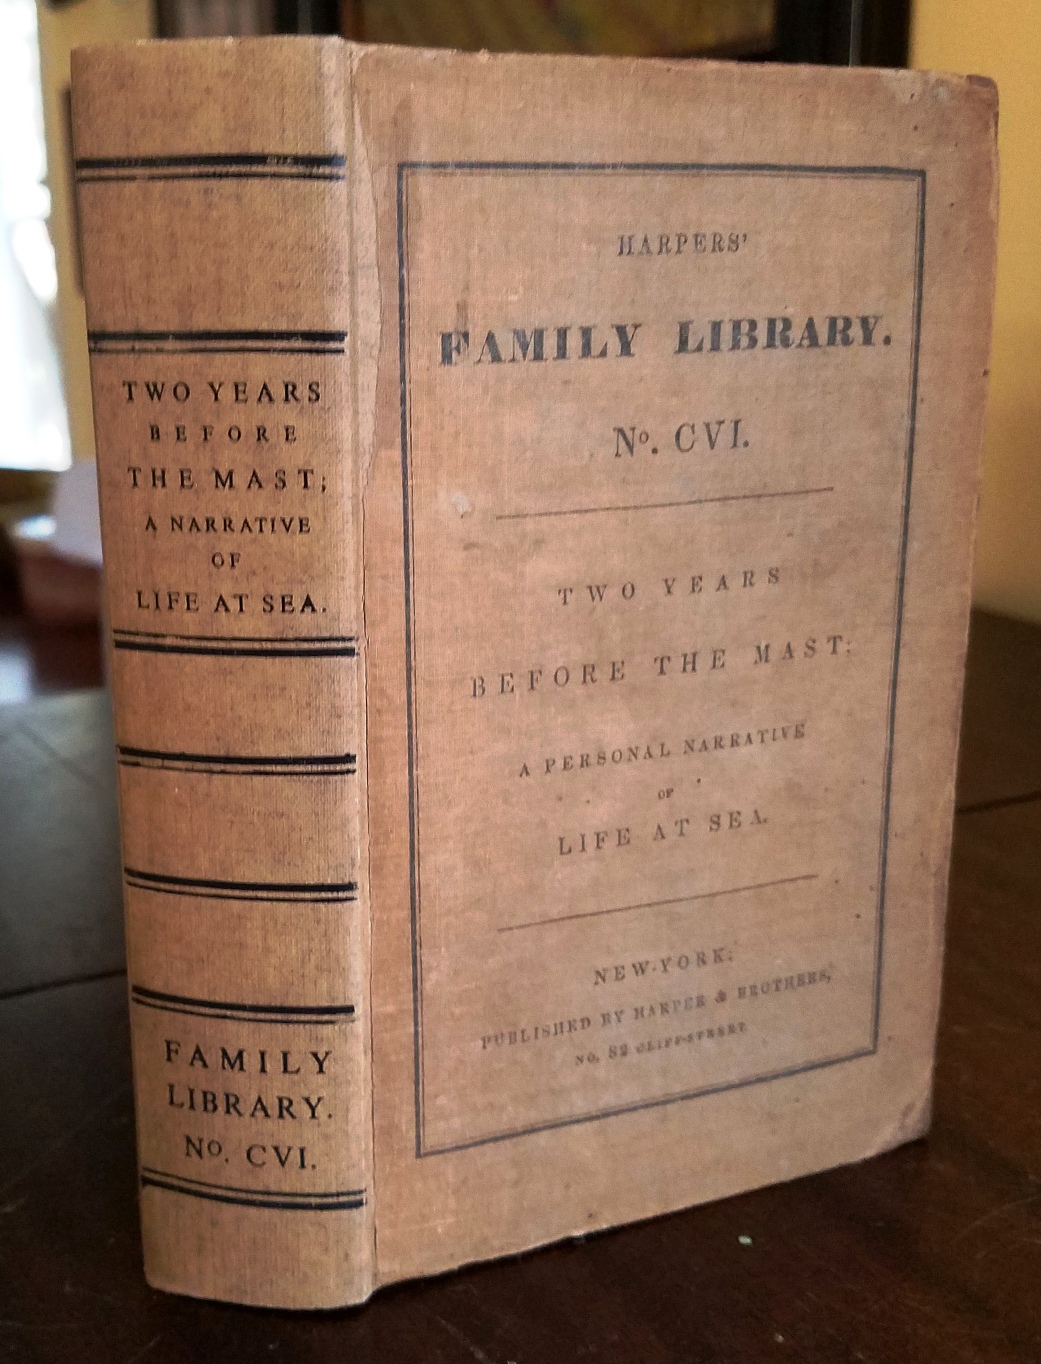 TWO YEARS
BEFORE
THE MAST;
A NARRATIVE
OF
LIFE AT SEA.
FAMILY
LIBRARY.
No. CVI.
HARPERS'
FAMILY LIBRARY.
No. CVI.
TWO YEARS
BEFORE THE MAST:
A PERSONAL NARRATIVE
OF
LIFE AT SEA.
NEW-YORK:
PUBLISHED BY HARPER & BROTHERS,
NO. 82 CLIFF-STREET